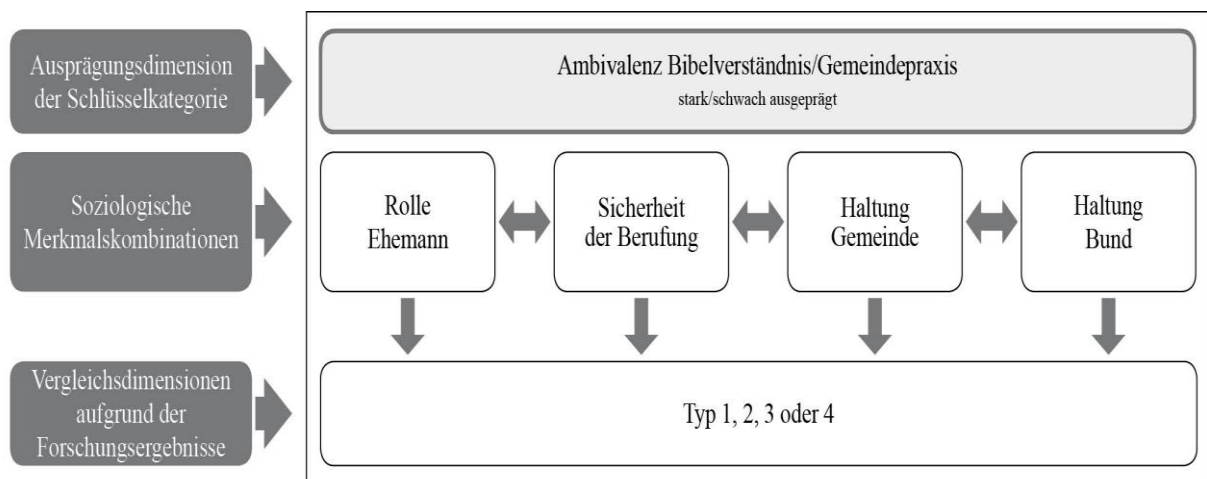 Ausprägungsdimension
der Schlüsselkategorie
Ambivalenz Bibelverständnis/Gemeindepraxis
stark/schwach ausgeprägt
Soziologische
Merkmalskombinationen
Rolle
Ehemann
Sicherheit
der Berufung
Haltung
Gemeinde
Haltung
Bund
Vergleichsdimensionen
aufgrund der
Forschungsergebnisse
Typ 1, 2, 3 oder 4